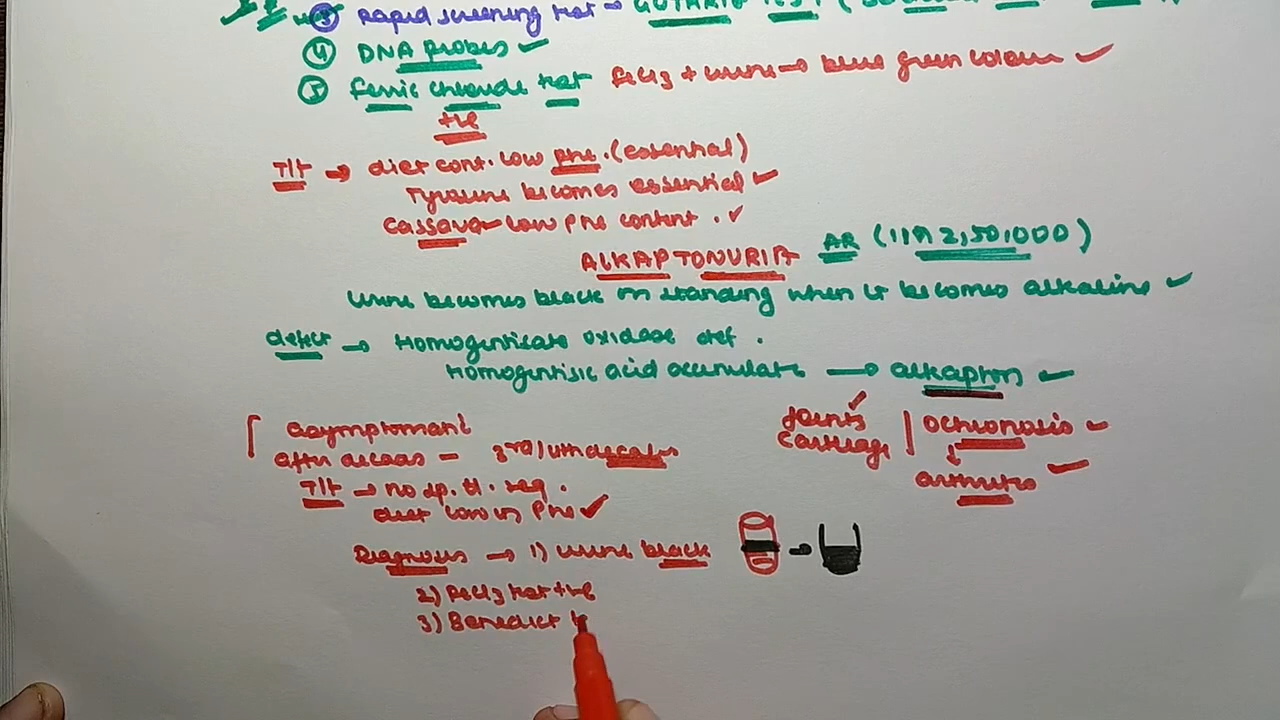 ③ Rapid screening test → GUTHRIE TEST (
④ DNA probes ✓
⑤ Ferric chloride test FeCl3 + urine → blue green colour ✓
+ve
T/t → diet cont. low phe. (essential)
Tyrosine becomes essential ✓
Cassava - low Phe content. ✓
ALKAPTONURIA AR (1 in 2,50,000)
Urine becomes black on standing when it becomes alkaline ✓
defect → Homogentisate oxidase def.
Homogentisic acid accumulate → alkapton ✓
asymptomatic
after decades - 3rd/4th decades
Joints
Cartilage
Ochronosis ✓
↓
arthritis ✓
T/t → no sp. tt. req.
diet low in Phe ✓
Diagnosis → 1) urine black →
2) FeCl3 test +ve
3) Benedict